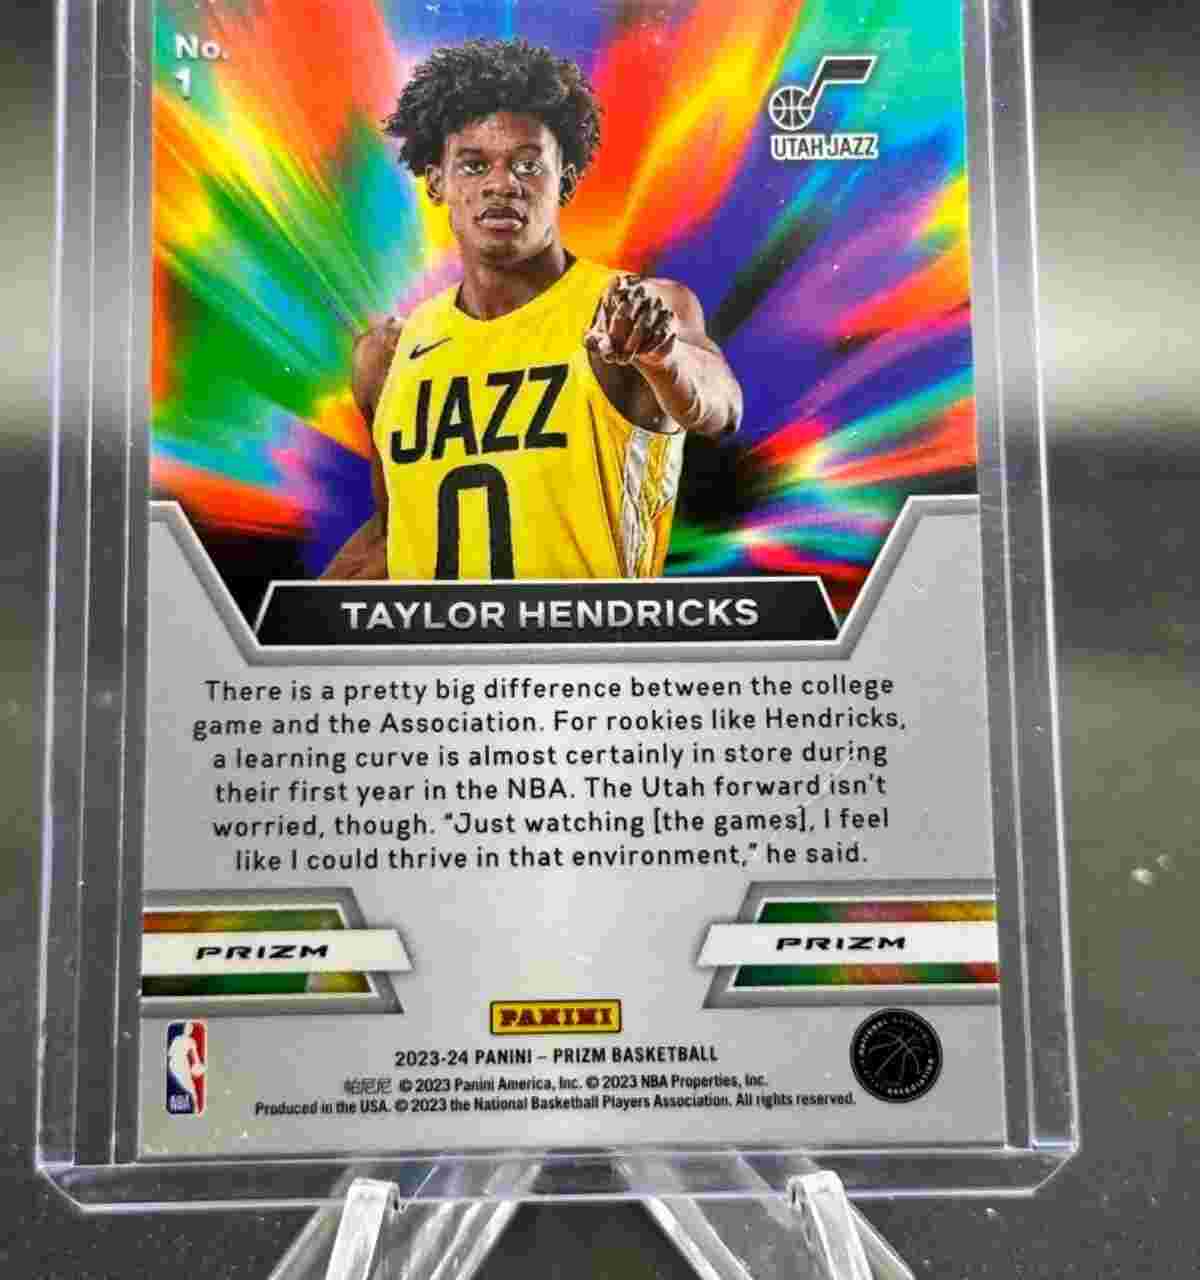 No.
1
UTAH JAZZ
JAZZ
0
TAYLOR HENDRICKS
There is a pretty big difference between the college
game and the Association. For rookies like Hendricks,
a learning curve is almost certainly in store during
their first year in the NBA. The Utah forward isn't
worried, though. "Just watching [the games], I feel
like I could thrive in that environment," he said.
PRIZM
PRIZM
PANINI
2023-24 PANINI – PRIZM BASKETBALL
帕尼尼 © 2023 Panini America, Inc. © 2023 NBA Properties, Inc.
Produced in the USA. © 2023 the National Basketball Players Association. All rights reserved.
NBA
NATIONAL BASKETBALL
ASSOCIATION